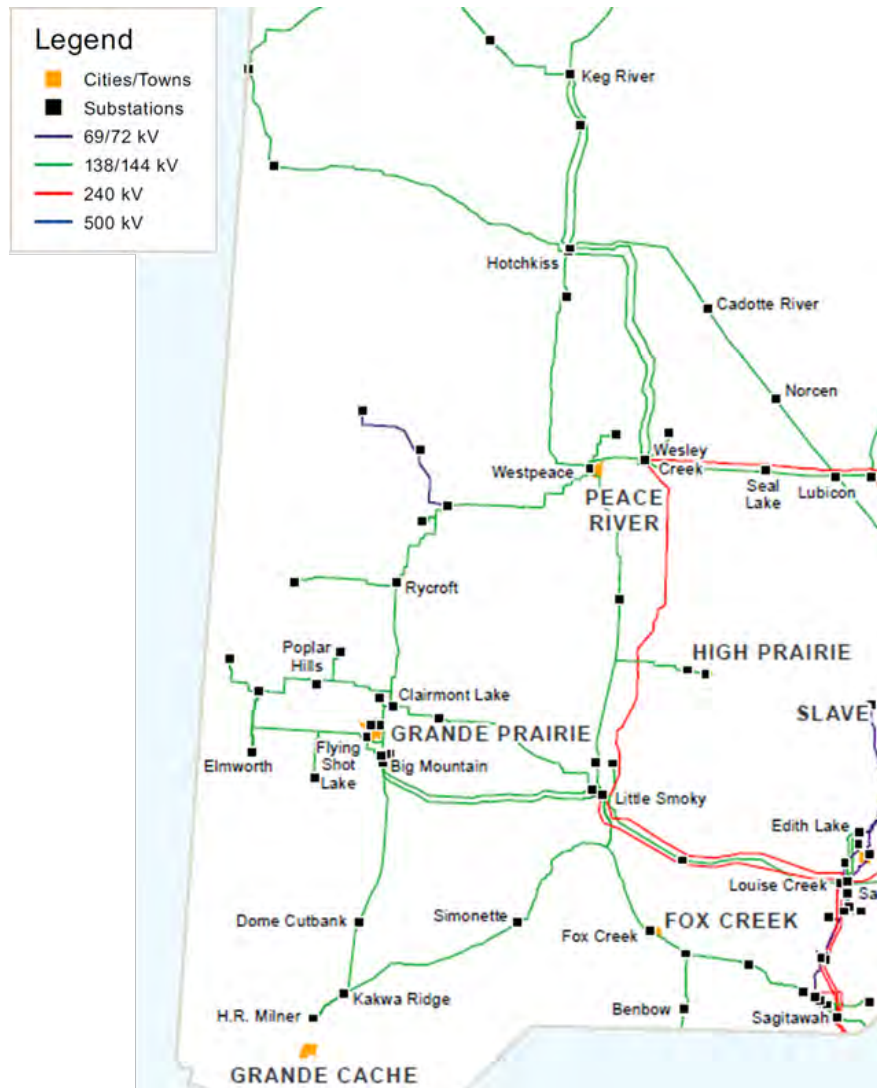 Legend
Cities/Towns
Substations
69/72 kV
138/144 kV
240 kV
500 kV
Keg River
Hotchkiss
Cadotte River
Norcen
Wesley
Creek
Westpeace
Seal
Lake
Lubicon
PEACE
RIVER
Rycroft
Poplar
Hills
HIGH PRAIRIE
Clairmont Lake
SLAVE
GRANDE PRAIRIE
Flying
Shot
Lake
Elmworth
Big Mountain
Little Smoky
Edith Lake
Louise Creek
Sa
Dome Cutbank
Simonette
FOX CREEK
Fox Creek
Kakwa Ridge
H.R. Milner
Benbow
Sagitawah
GRANDE CACHE